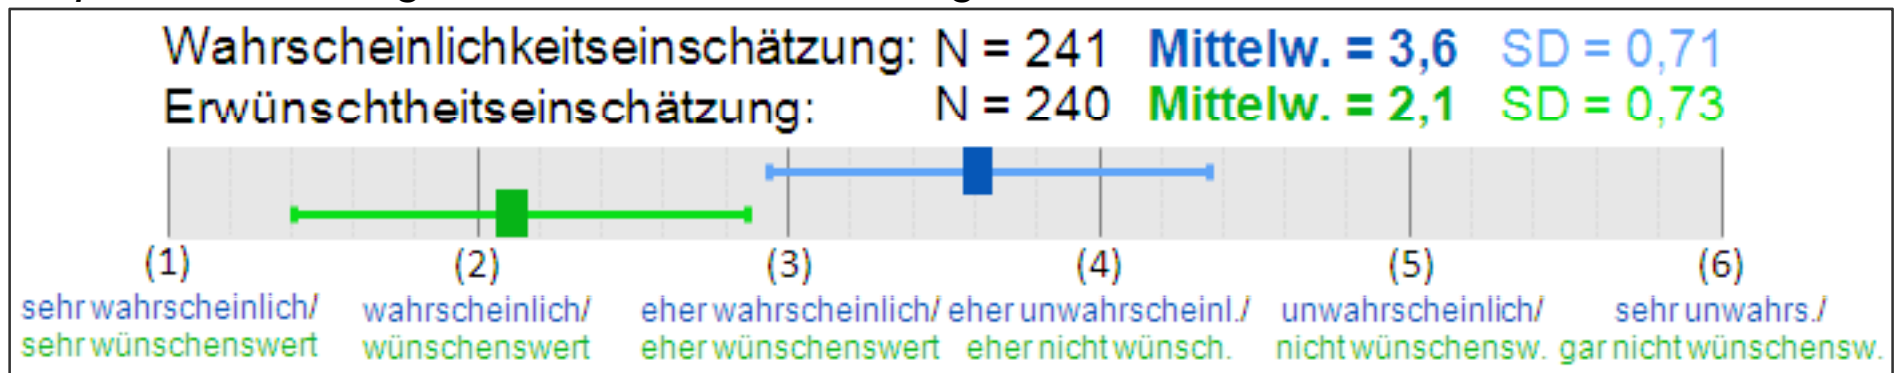 Wahrscheinlichkeitseinschätzung: N = 241 Mittelw. = 3,6 SD = 0,71
Erwünschtheitseinschätzung: N = 240 Mittelw. = 2,1 SD = 0,73
(1) (2) (3) (4) (5) (6)
sehr wahrscheinlich/ wahrscheinlich/ eher wahrscheinlich/ eher unwahrscheinl./ unwahrscheinlich/ sehr unwahrs./
sehr wünschenswert wünschenswert eher wünschenswert eher nicht wünsch. nicht wünschensw. gar nicht wünschensw.